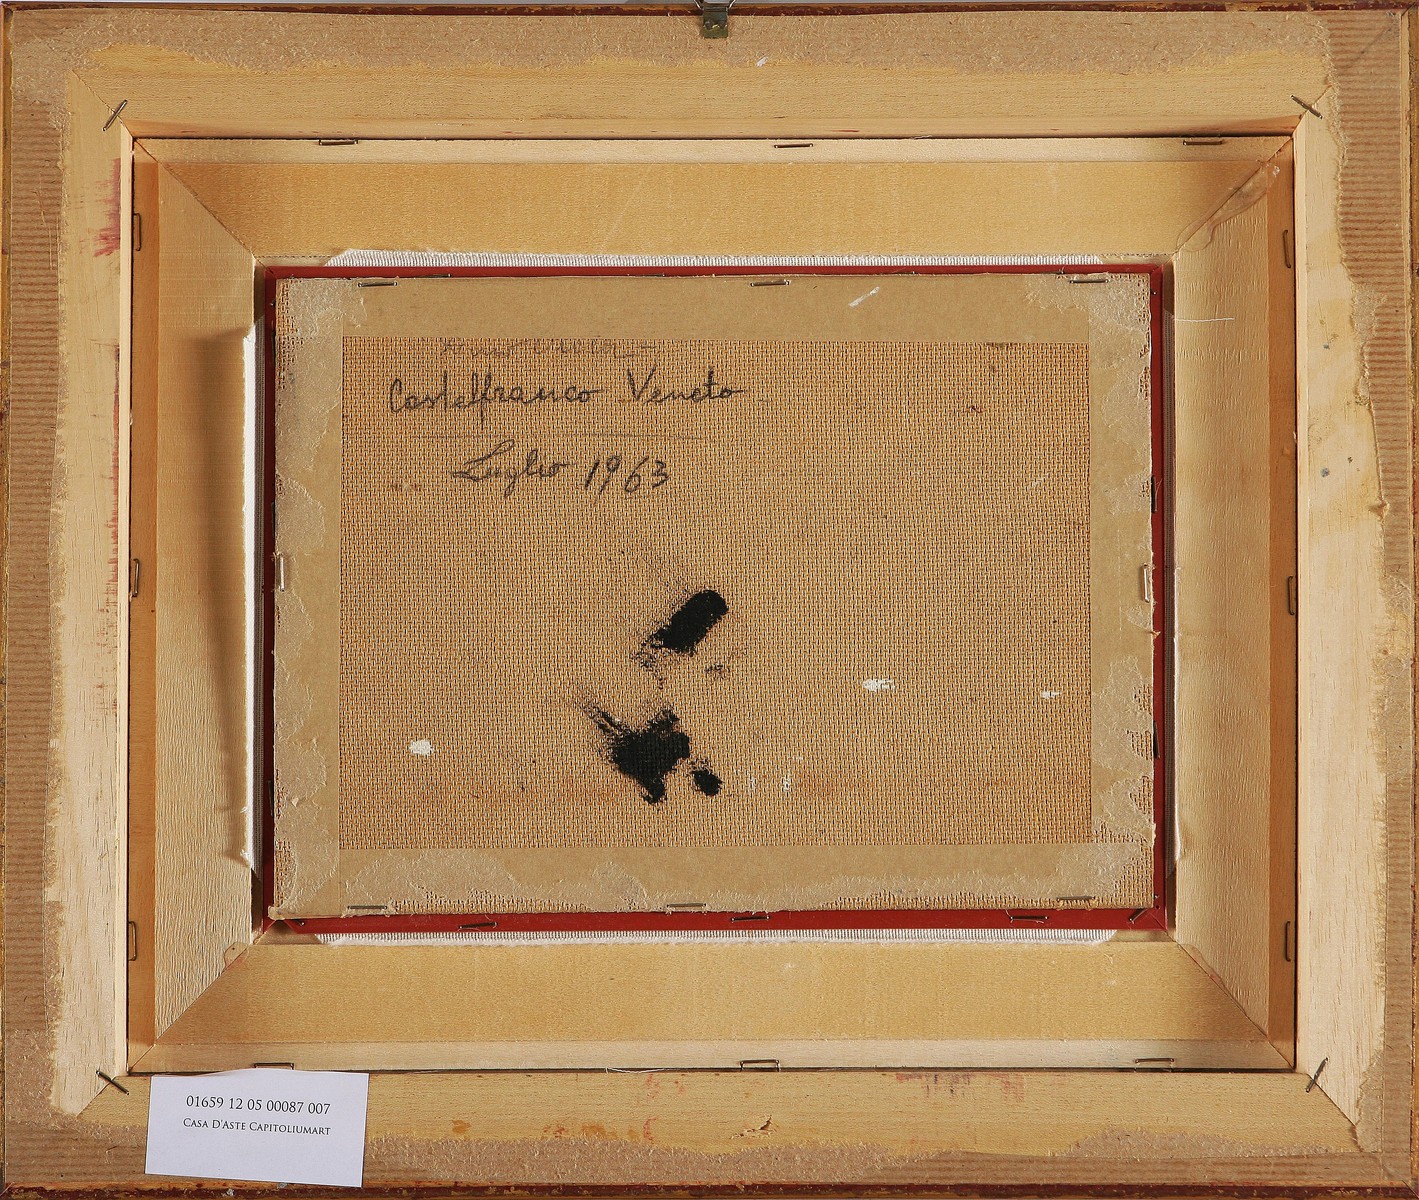 Castelfranco Veneto
Luglio 1963
01659 12 05 00087 007
Casa D'Aste Capitoliumart